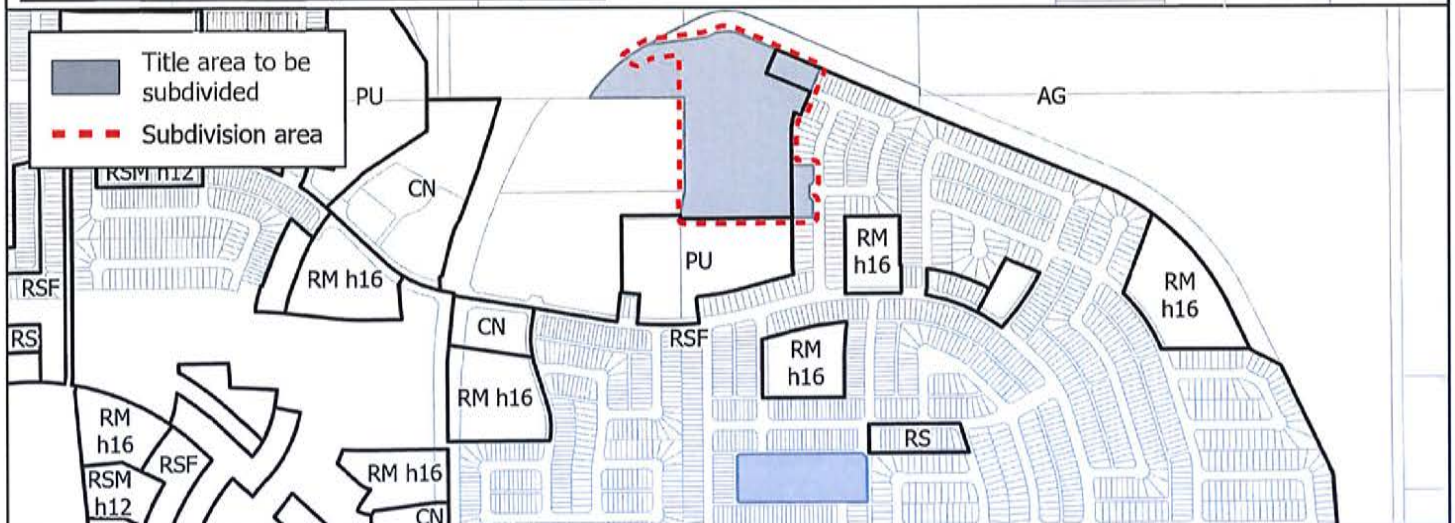 Title area to be
subdivided
Subdivision area
PU
AG
RSM h12
CN
RM
h16
RM h16
PU
RM
h16
RSF
CN
RSF
RS
RM
h16
RM h16
RM
h16
RS
RSF
RM h16
RSM
h12
CN